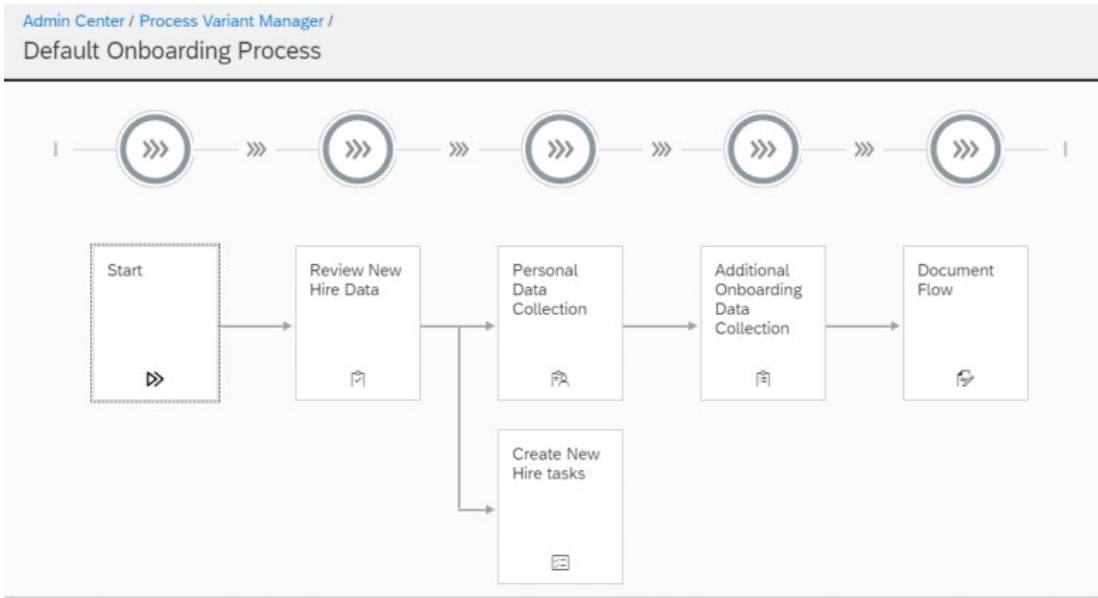 Admin Center / Process Variant Manager /
Default Onboarding Process
Start
Review New
Hire Data
Personal
Data
Collection
Additional
Onboarding
Data
Collection
Document
Flow
Create New
Hire tasks